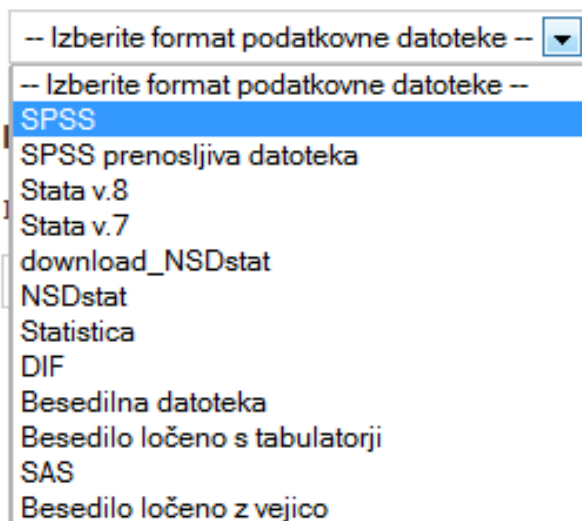 -- Izberite format podatkovne datoteke --
-- Izberite format podatkovne datoteke --
SPSS
SPSS prenosljiva datoteka
Stata v.8
Stata v.7
download_NSDstat
NSDstat
Statistica
DIF
Besedilna datoteka
Besedilo ločeno s tabulatorji
SAS
Besedilo ločeno z vejico